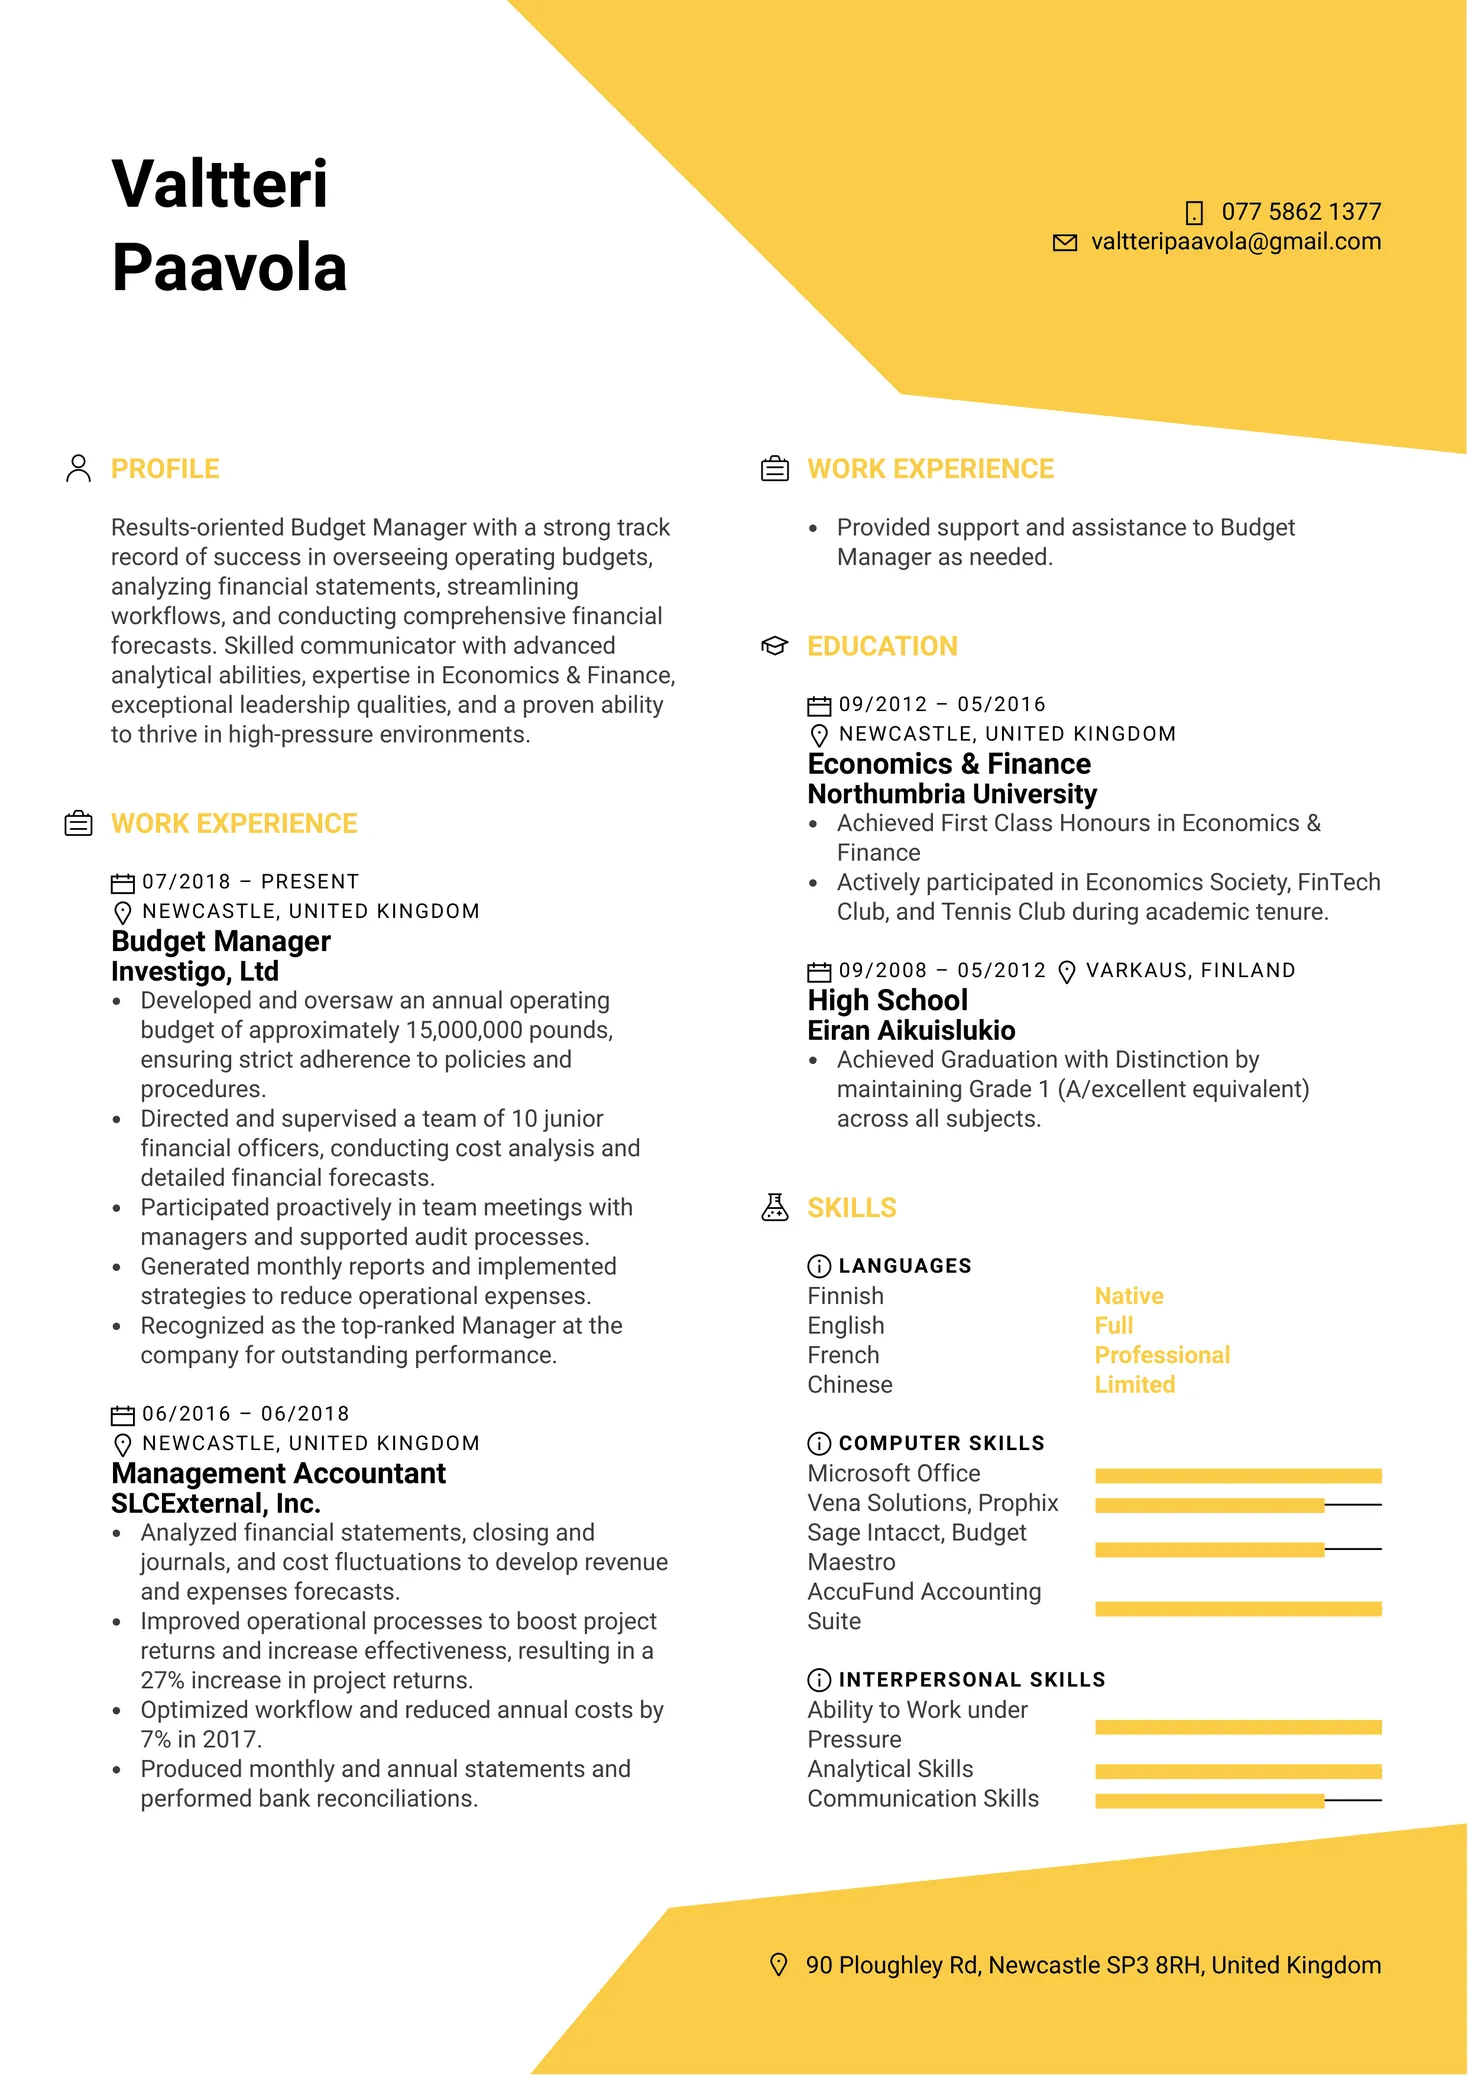 Valtteri
Paavola
077 5862 1377
valtteripaavola@gmail.com
PROFILE
Results-oriented Budget Manager with a strong track
record of success in overseeing operating budgets,
analyzing financial statements, streamlining
workflows, and conducting comprehensive financial
forecasts. Skilled communicator with advanced
analytical abilities, expertise in Economics & Finance,
exceptional leadership qualities, and a proven ability
to thrive in high-pressure environments.
WORK EXPERIENCE
07/2018 – PRESENT
NEWCASTLE, UNITED KINGDOM
Budget Manager
Investigo, Ltd
• Developed and oversaw an annual operating
budget of approximately 15,000,000 pounds,
ensuring strict adherence to policies and
procedures.
• Directed and supervised a team of 10 junior
financial officers, conducting cost analysis and
detailed financial forecasts.
• Participated proactively in team meetings with
managers and supported audit processes.
• Generated monthly reports and implemented
strategies to reduce operational expenses.
• Recognized as the top-ranked Manager at the
company for outstanding performance.
06/2016 – 06/2018
NEWCASTLE, UNITED KINGDOM
Management Accountant
SLCExternal, Inc.
• Analyzed financial statements, closing and
journals, and cost fluctuations to develop revenue
and expenses forecasts.
• Improved operational processes to boost project
returns and increase effectiveness, resulting in a
27% increase in project returns.
• Optimized workflow and reduced annual costs by
7% in 2017.
• Produced monthly and annual statements and
performed bank reconciliations.
WORK EXPERIENCE
• Provided support and assistance to Budget
Manager as needed.
EDUCATION
09/2012 – 05/2016
NEWCASTLE, UNITED KINGDOM
Economics & Finance
Northumbria University
• Achieved First Class Honours in Economics &
Finance
• Actively participated in Economics Society, FinTech
Club, and Tennis Club during academic tenure.
09/2008 – 05/2012 VARKAUS, FINLAND
High School
Eiran Aikuislukio
• Achieved Graduation with Distinction by
maintaining Grade 1 (A/excellent equivalent)
across all subjects.
SKILLS
LANGUAGES
Finnish Native
English Full
French Professional
Chinese Limited
COMPUTER SKILLS
Microsoft Office
Vena Solutions, Prophix
Sage Intacct, Budget
Maestro
AccuFund Accounting
Suite
INTERPERSONAL SKILLS
Ability to Work under
Pressure
Analytical Skills
Communication Skills
90 Ploughley Rd, Newcastle SP3 8RH, United Kingdom